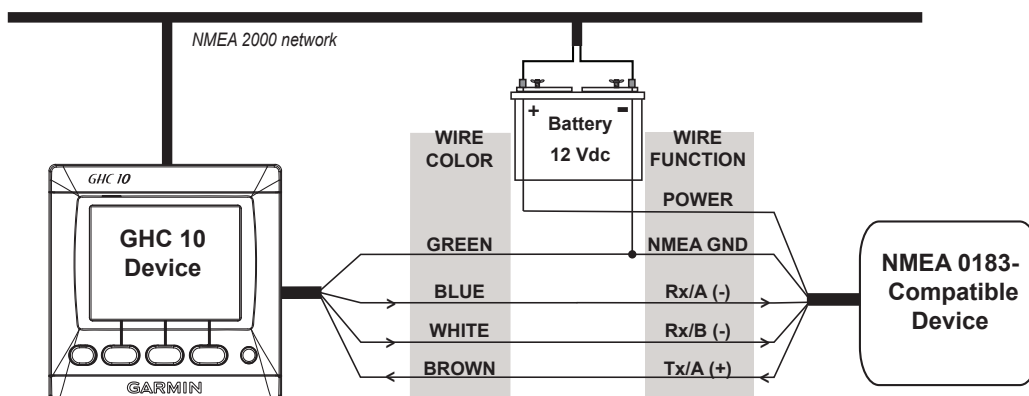 NMEA 2000 network
+
-
Battery
12 Vdc
WIRE
COLOR
WIRE
FUNCTION
GHC 10
GHC 10
Device
POWER
GREEN
NMEA GND
BLUE
Rx/A (-)
WHITE
Rx/B (-)
BROWN
Tx/A (+)
NMEA 0183-
Compatible
Device
GARMIN